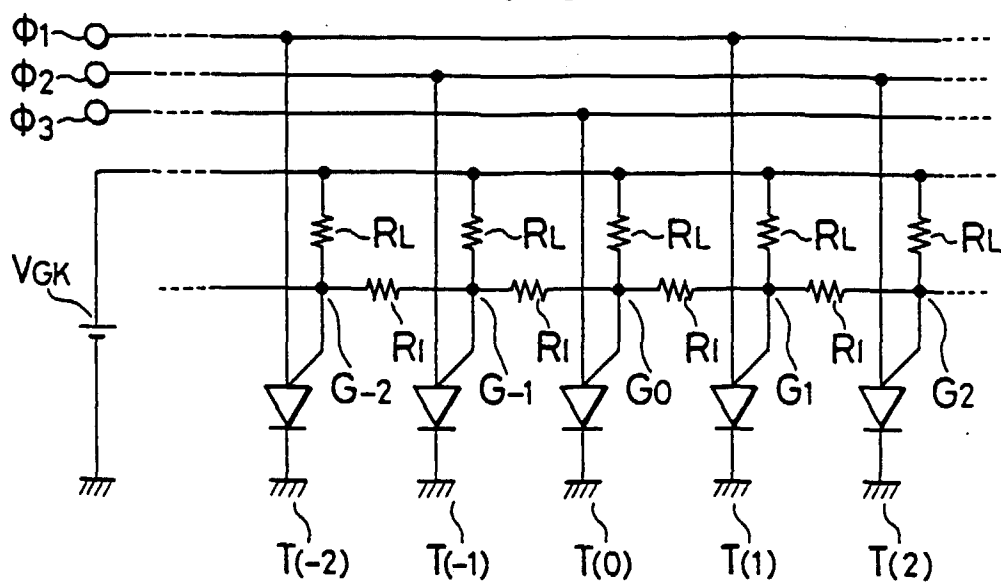 Φ1
Φ2
Φ3
RL RL RL RL RL
VGK
RI RI RI RI
G-2 G-1 G0 G1 G2
T(-2) T(-1) T(0) T(1) T(2)